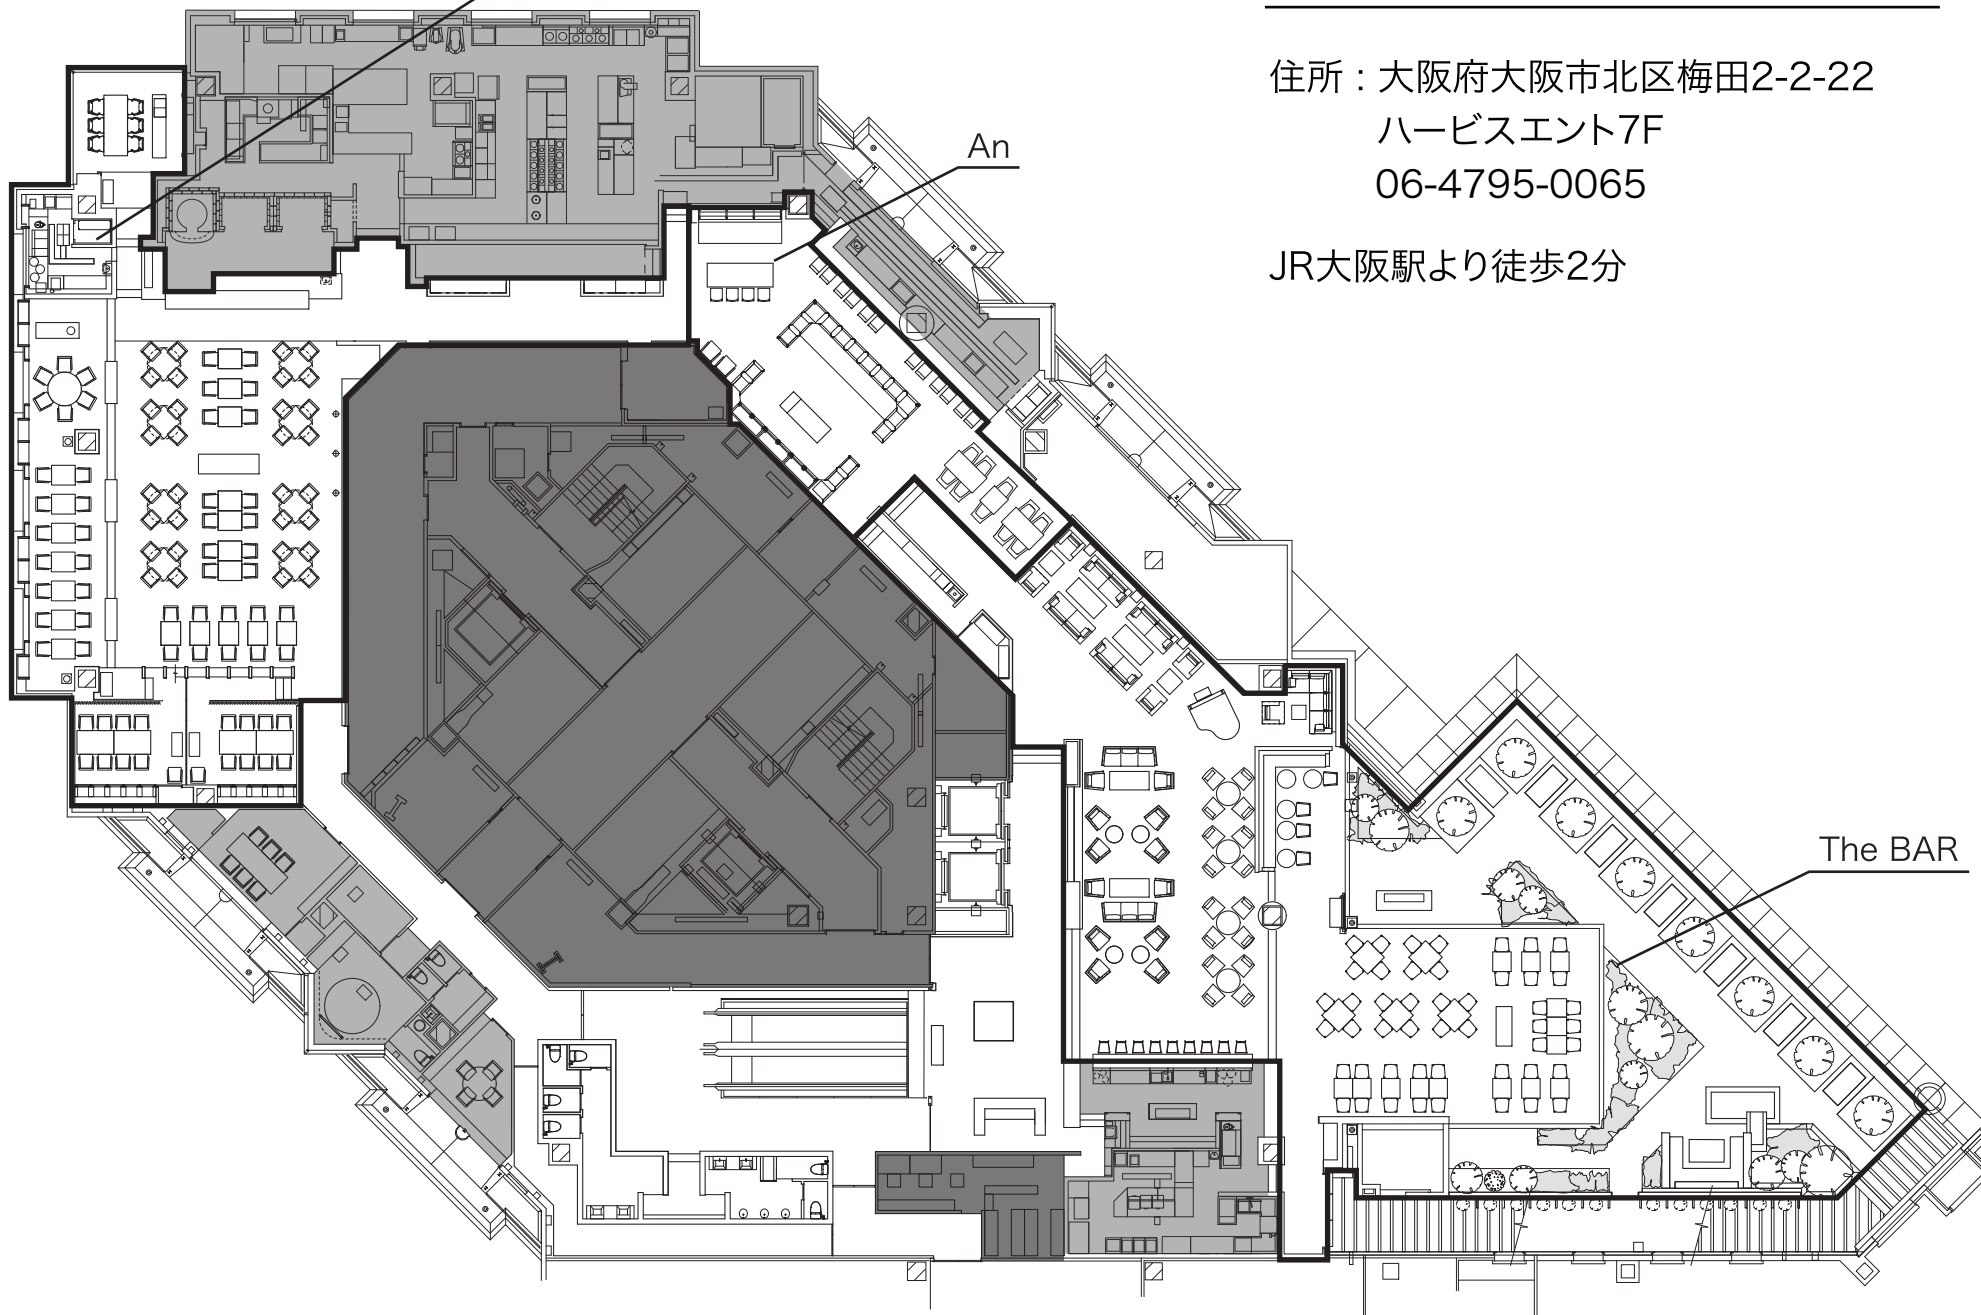 住所：大阪府大阪市北区梅田2-2-22
ハービスエント7F
06-4795-0065
JR大阪駅より徒歩2分
An
The BAR